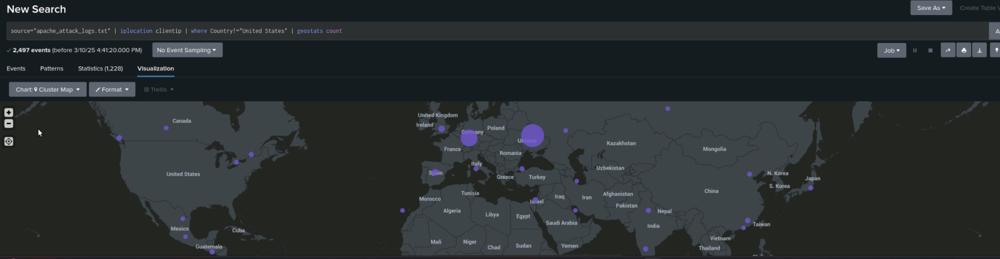 New Search
Save As
Create Table V
source="apache_attack_logs.txt" | iplocation clientip | where Country!="United States" | geostats count
A
2,497 events (before 3/10/25 4:41:20.000 PM)
No Event Sampling
Job
Events
Patterns
Statistics (1,228)
Visualization
Chart: Cluster Map
Format
Trellis
+
−
Canada
United Kingdom
Ireland
Germany
Poland
Ukraine
Kazakhstan
Mongolia
France
Romania
Italy
Uzbekistan
United States
Spain
Greece
Turkey
N. Korea
Japan
S. Korea
China
Tunisia
Morocco
Israel
Iraq
Iran
Afghanistan
Pakistan
Algeria
Libya
Egypt
Nepal
Saudi Arabia
India
Taiwan
Mexico
Cuba
Mali
Niger
Chad
Sudan
Yemen
Vietnam
Guatemala
Thailand